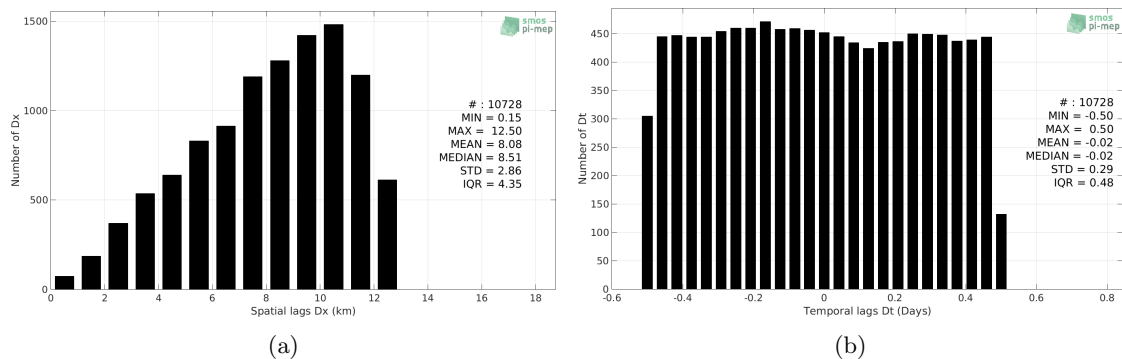 1500
1000
500
0
0
2
4
6
8
10
12
14
16
18
Number of Dx
Spatial lags Dx (km)
smos
pi-mep
# : 10728
MIN = 0.15
MAX = 12.50
MEAN = 8.08
MEDIAN = 8.51
STD = 2.86
IQR = 4.35
(a)
450
400
350
300
250
200
150
100
50
0
-0.6
-0.4
-0.2
0
0.2
0.4
0.6
0.8
Number of Dt
Temporal lags Dt (Days)
smos
pi-mep
# : 10728
MIN = -0.50
MAX = 0.50
MEAN = -0.02
MEDIAN = -0.02
STD = 0.29
IQR = 0.48
(b)